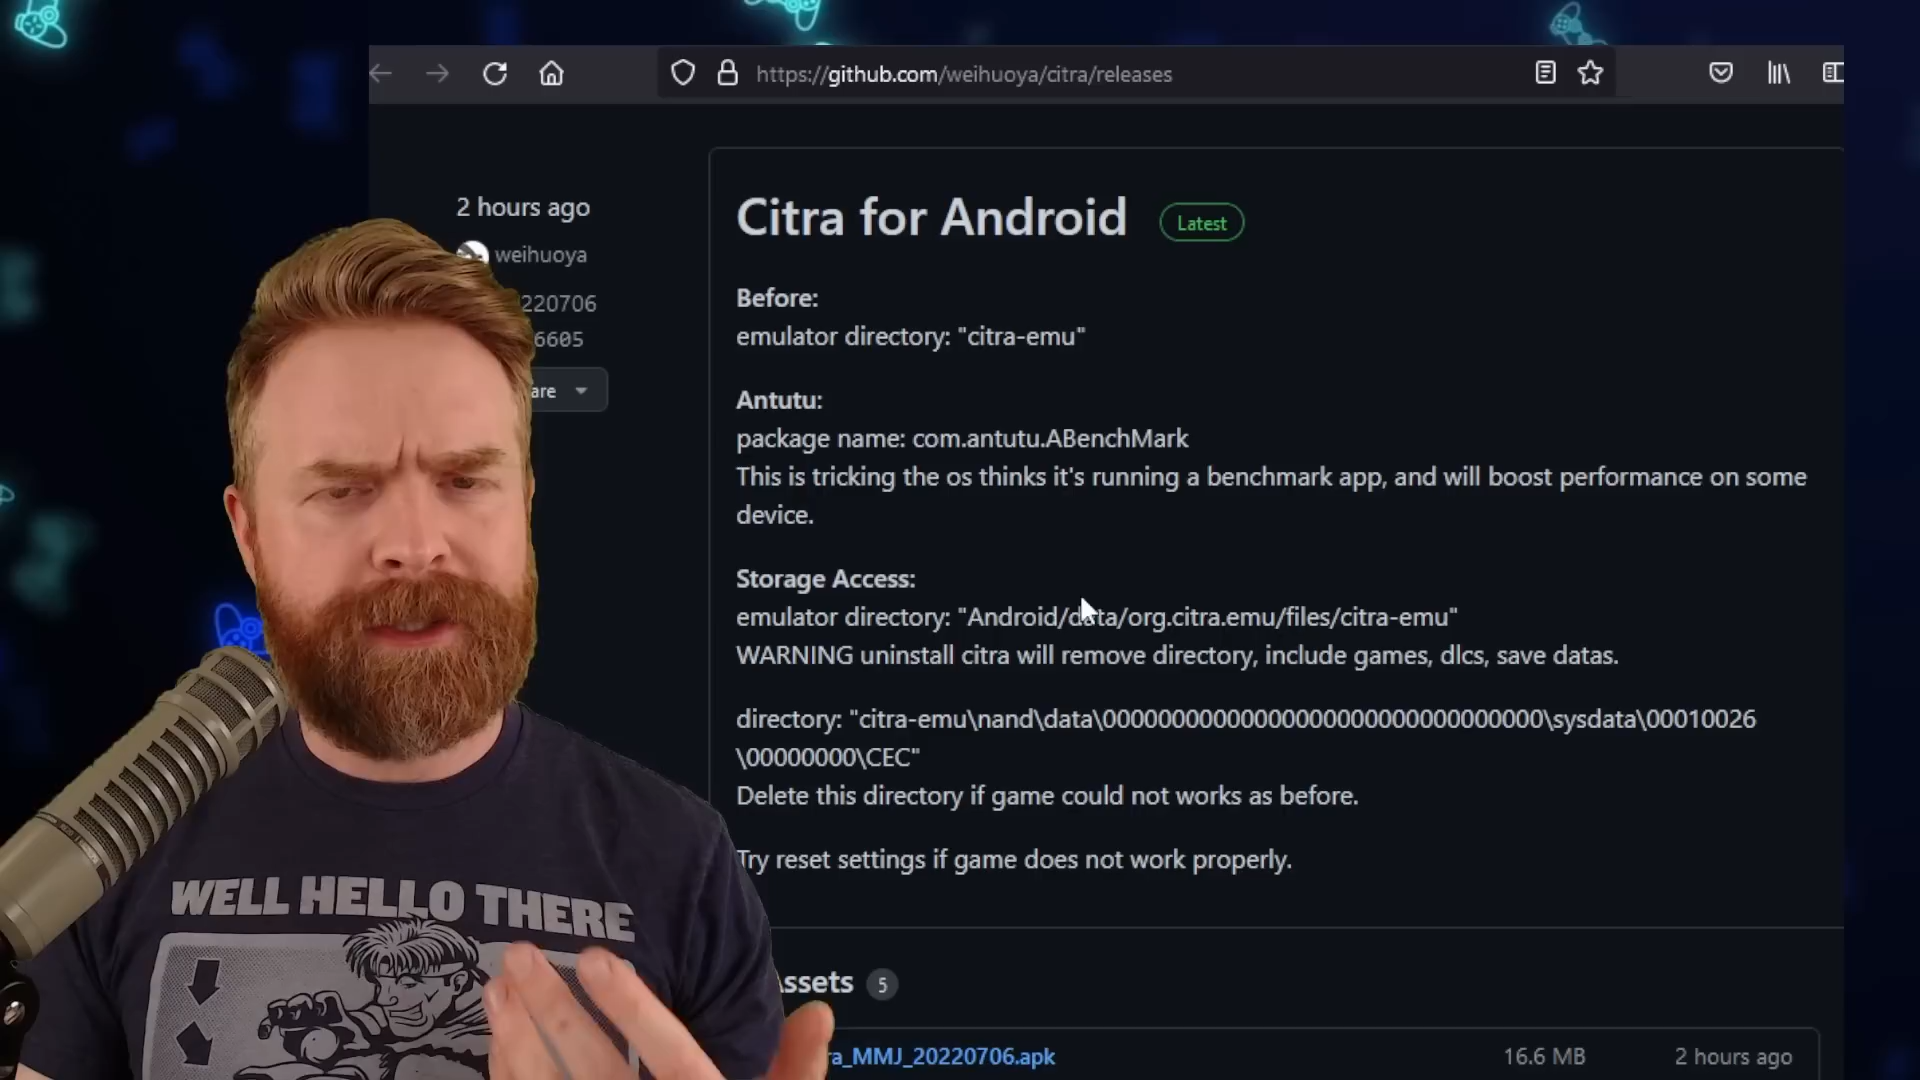 https://github.com/weihuoya/citra/releases
2 hours ago
weihuoya
220706
6605
are
Citra for Android
Latest
Before:
emulator directory: "citra-emu"
Antutu:
package name: com.antutu.ABenchMark
This is tricking the os thinks it's running a benchmark app, and will boost performance on some
device.
Storage Access:
emulator directory: "Android/data/org.citra.emu/files/citra-emu"
WARNING uninstall citra will remove directory, include games, dlcs, save datas.
directory: "citra-emu\nand\data\00000000000000000000000000000000\sysdata\00010026
\00000000\CEC"
Delete this directory if game could not works as before.
Try reset settings if game does not work properly.
Assets 5
ra_MMJ_20220706.apk
16.6 MB
2 hours ago
WELL HELLO THERE